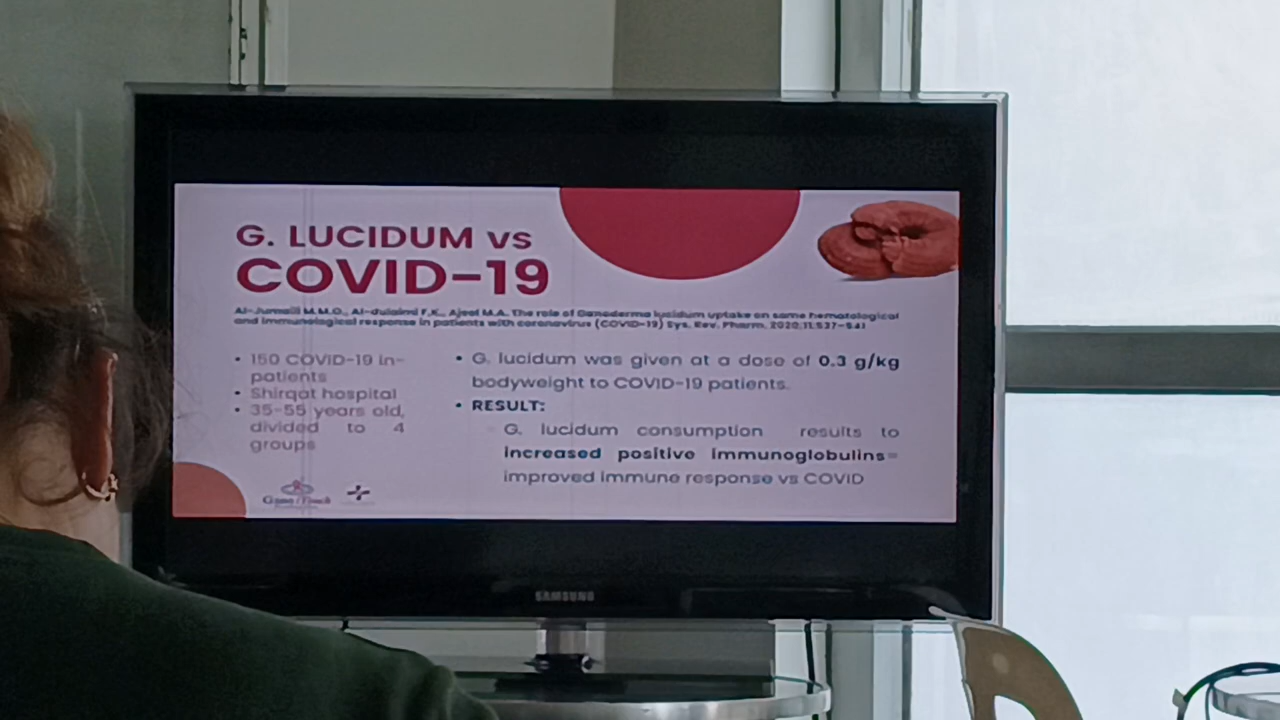 G. LUCIDUM VS
COVID-19
Al-Jumaili M.M.O., Al-dulaimi F.K., Ajeel M.A. The role of Ganoderma lucidum uptake on some hematological
and immunological response in patients with coronavirus (COVID-19) Sys. Rev. Pharm. 2020;11:537-541
• 150 COVID-19 in-
patients
• Shirqat hospital
• 35-55 years old,
divided to 4
groups
• G. lucidum was given at a dose of 0.3 g/kg
bodyweight to COVID-19 patients.
• RESULT:
G. lucidum consumption results to
increased positive immunoglobulins=
improved immune response vs COVID
SAMSUNG